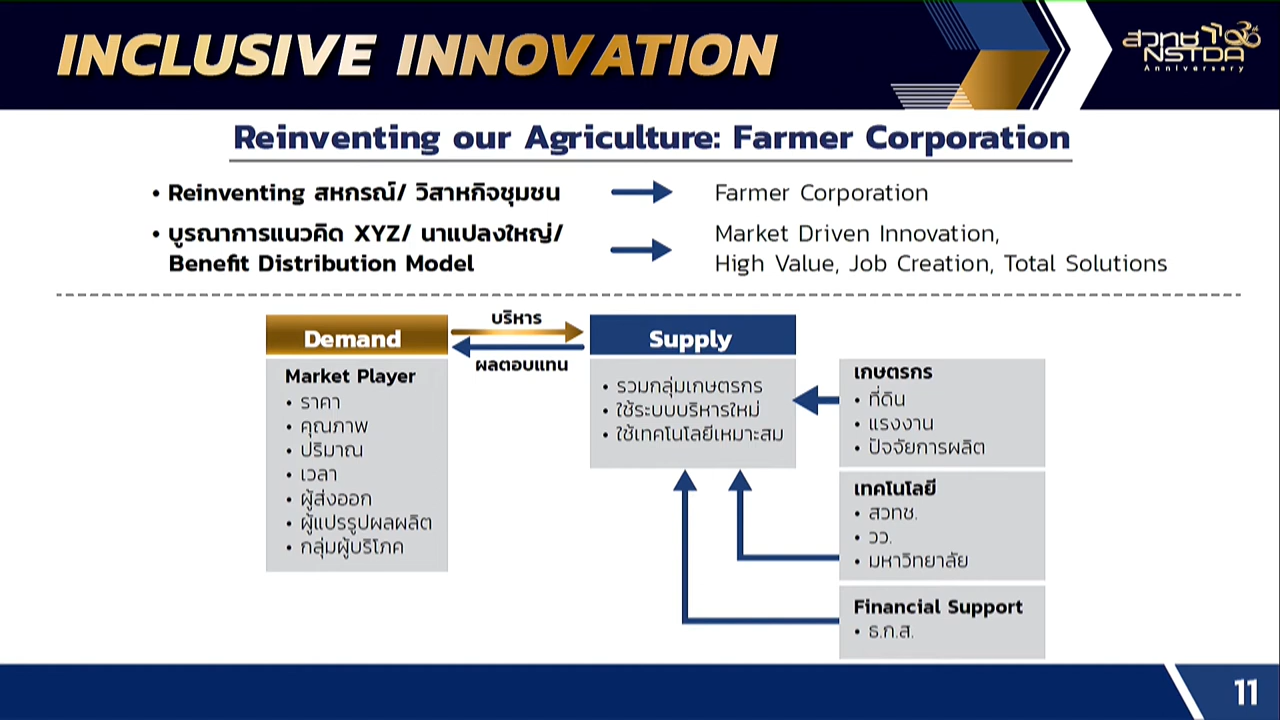 INCLUSIVE INNOVATION
สวทช 30
NSTDA
Anniversary
Reinventing our Agriculture: Farmer Corporation
• Reinventing สหกรณ์/ วิสาหกิจชุมชน
Farmer Corporation
• บูรณาการแนวคิด XYZ/ นาแปลงใหญ่/
Benefit Distribution Model
Market Driven Innovation,
High Value, Job Creation, Total Solutions
Demand
บริหาร
ผลตอบแทน
Supply
Market Player
• ราคา
• คุณภาพ
• ปริมาณ
• เวลา
• ผู้ส่งออก
• ผู้แปรรูปผลผลิต
• กลุ่มผู้บริโภค
• รวมกลุ่มเกษตรกร
• ใช้ระบบบริหารใหม่
• ใช้เทคโนโลยีเหมาะสม
เกษตรกร
• ที่ดิน
• แรงงาน
• ปัจจัยการผลิต
เทคโนโลยี
• สวทช.
• วว.
• มหาวิทยาลัย
Financial Support
• ธ.ก.ส.
11